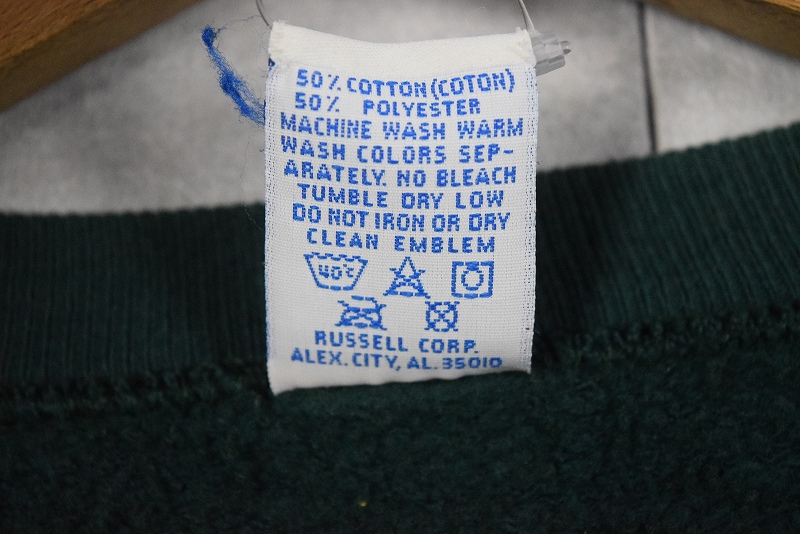 50% COTTON(COTON)
50% POLYESTER
MACHINE WASH WARM
WASH COLORS SEP-
ARATELY. NO BLEACH
TUMBLE DRY LOW
DO NOT IRON OR DRY
CLEAN EMBLEM
40°C
RUSSELL CORP.
ALEX. CITY, AL. 35010